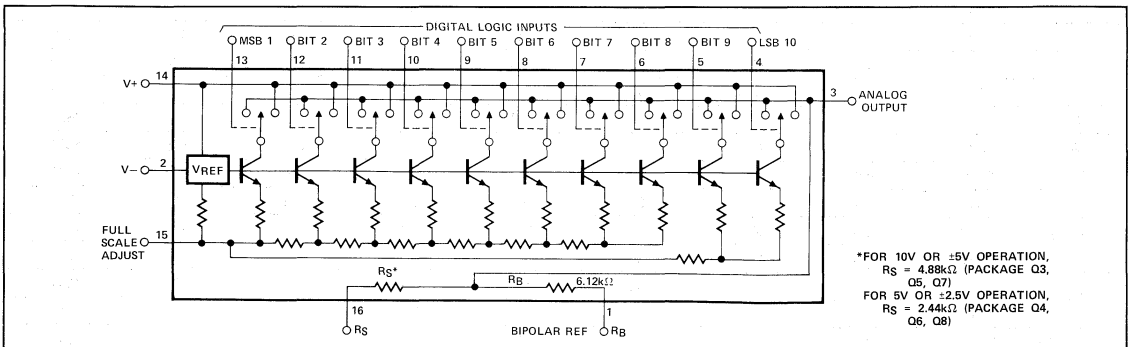 DIGITAL LOGIC INPUTS
MSB 1 BIT 2 BIT 3 BIT 4 BIT 5 BIT 6 BIT 7 BIT 8 BIT 9 LSB 10
13 12 11 10 9 8 7 6 5 4
V+ 14
3 ANALOG
OUTPUT
V− 2
VREF
FULL
SCALE 15
ADJUST
RS*
RB 6.12kΩ
16
RS
1
BIPOLAR REF RB
*FOR 10V OR ±5V OPERATION,
RS = 4.88kΩ (PACKAGE Q3,
Q5, Q7)
FOR 5V OR ±2.5V OPERATION,
RS = 2.44kΩ (PACKAGE Q4,
Q6, Q8)